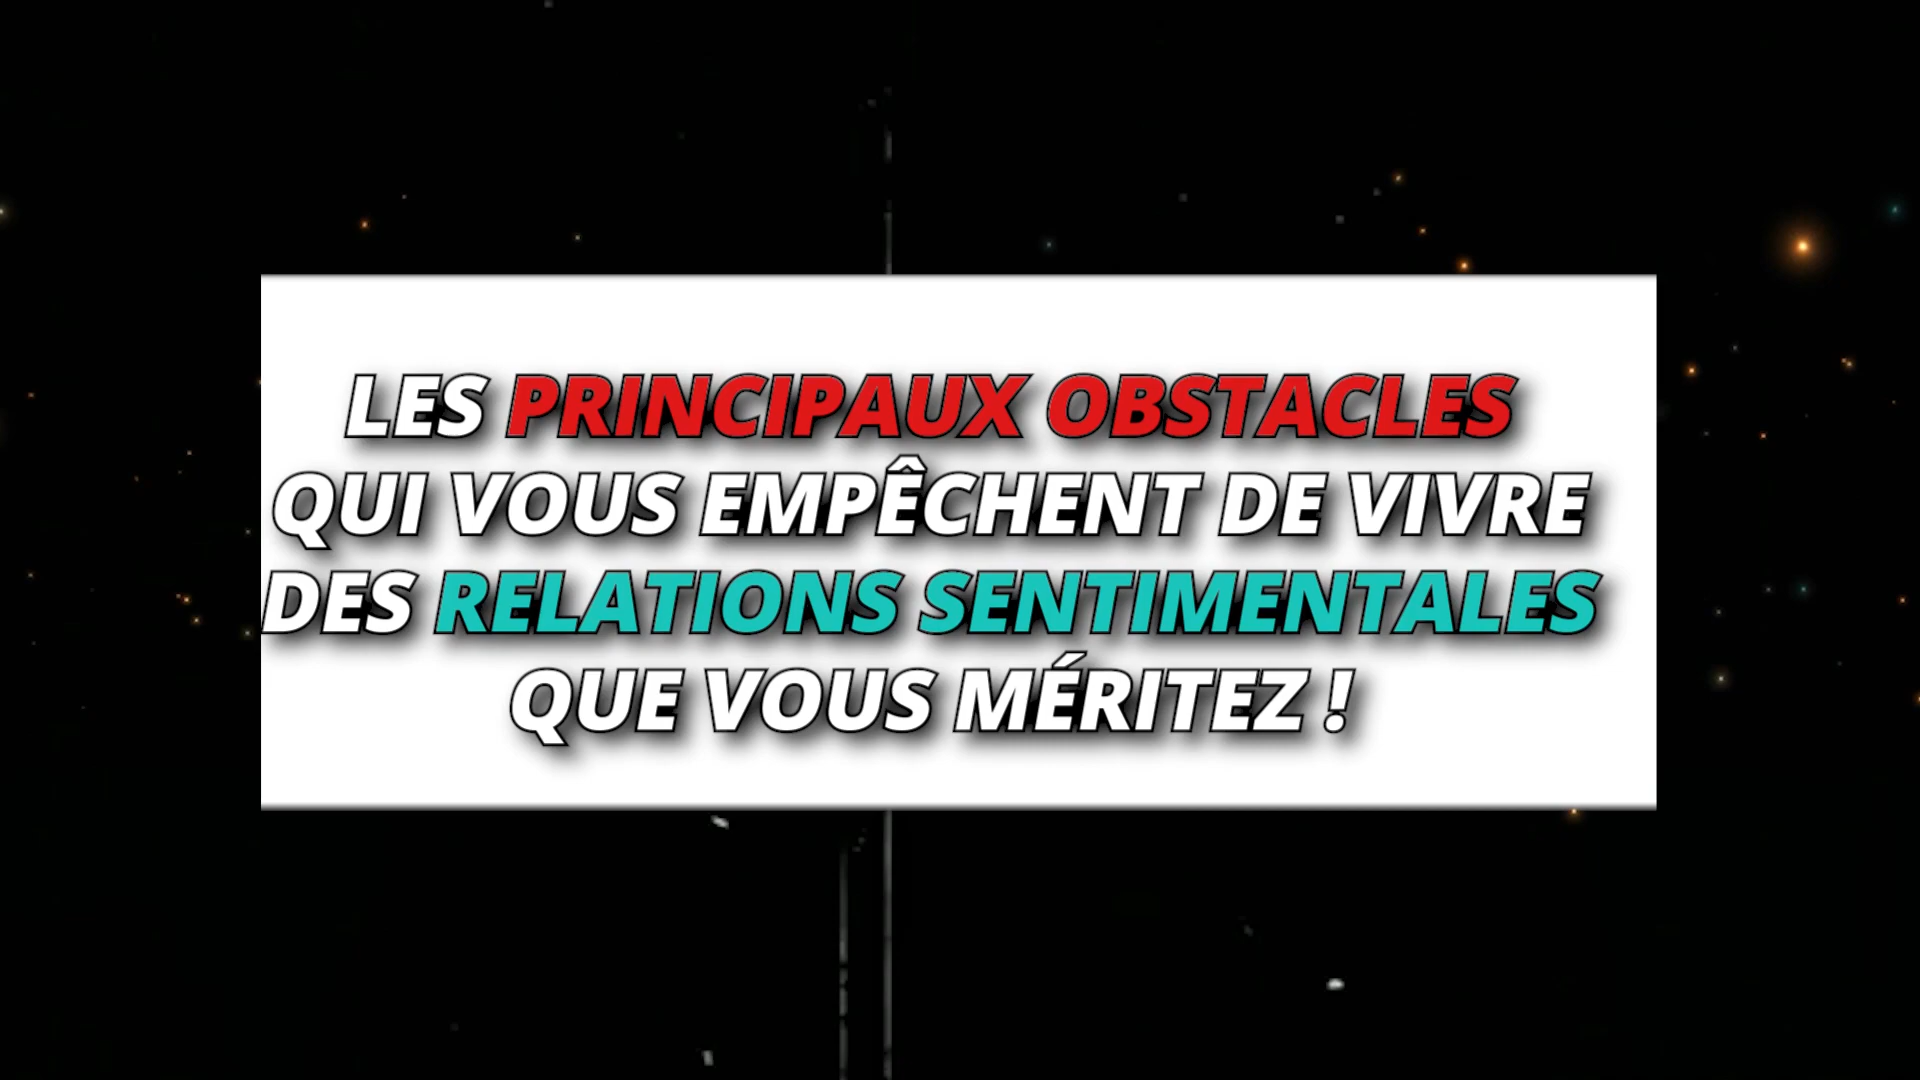 LES PRINCIPAUX OBSTACLES
QUI VOUS EMPÊCHENT DE VIVRE
DES RELATIONS SENTIMENTALES
QUE VOUS MÉRITEZ !